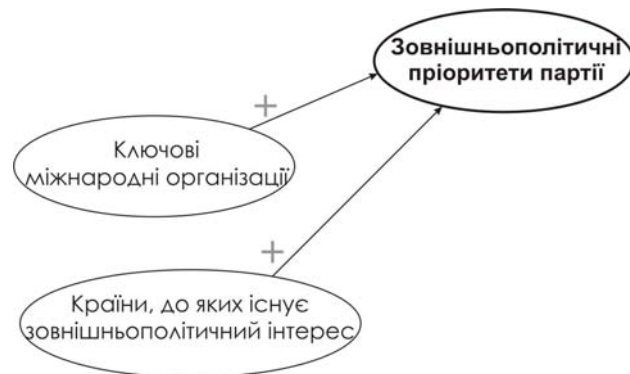 Зовнішньополітичні
пріоритети партії
+
Ключові
міжнародні організації
+
Країни, до яких існує
зовнішньополітичний інтерес